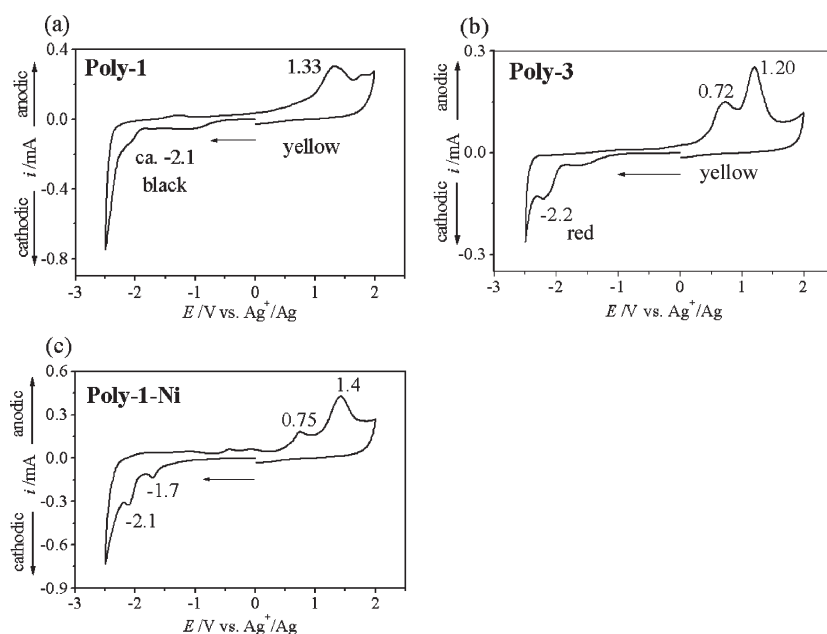 (a)
Poly-1
1.33
ca. -2.1
black
yellow
anodic
i /mA
cathodic
0.4
0.0
-0.4
-0.8
-3 -2 -1 0 1 2
E /V vs. Ag⁺/Ag
(b)
Poly-3
0.72
1.20
yellow
-2.2
red
anodic
i /mA
cathodic
0.3
0.0
-0.3
-3 -2 -1 0 1 2
E /V vs. Ag⁺/Ag
(c)
Poly-1-Ni
0.75
1.4
-1.7
-2.1
anodic
i /mA
cathodic
0.6
0.3
0.0
-0.3
-0.6
-0.9
-3 -2 -1 0 1 2
E /V vs. Ag⁺/Ag